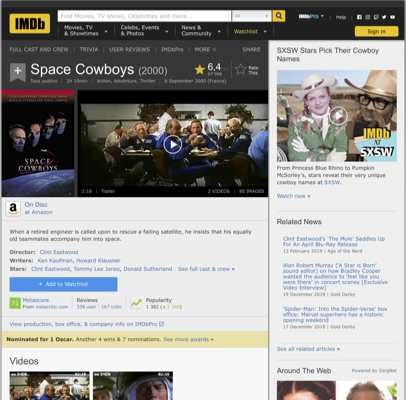 IMDb
Find Movies, TV shows, Celebrities and more...
All
IMDbPro
Help
Movies, TV
& Showtimes
Celebs, Events
& Photos
News &
Community
Watchlist
Sign in
FULL CAST AND CREW
TRIVIA
USER REVIEWS
IMDbPro
MORE
SHARE
Space Cowboys (2000)
6,4
Rate
This
Tous publics
2h 10min
Action, Adventure, Thriller
6 September 2000 (France)
SPACE
COWBOYS
2:18
Trailer
2 VIDEOS
80 IMAGES
On Disc
at Amazon
When a retired engineer is called upon to rescue a failing satellite, he insists that his equally
old teammates accompany him into space.
Director: Clint Eastwood
Writers: Ken Kaufman, Howard Klausner
Stars: Clint Eastwood, Tommy Lee Jones, Donald Sutherland
See full cast & crew »
+ Add to Watchlist
73
Metascore
From metacritic.com
Reviews
338 user
167 critic
Popularity
View production, box office, & company info on IMDbPro
Nominated for 1 Oscar. Another 4 wins & 7 nominations. See more awards »
Videos
SXSW Stars Pick Their Cowboy
Names
IMDb
AT
SXSW
From Princess Blue Rhino to Pumpkin
McSorley's, stars reveal their very unique
cowboy names at SXSW.
Watch now »
Related News
Clint Eastwood's 'The Mule' Saddles Up
For An April Blu-Ray Release
13 February 2019 | Age of the Nerd
Alan Robert Murray ('A Star is Born'
sound editor) on how Bradley Cooper
wanted the audience to 'feel like you
were there' in concert scenes [Exclusive
Video Interview]
19 December 2018 | Gold Derby
'Spider-Man: Into the Spider-Verse' box
office: Marvel superhero has a historic
opening weekend
17 December 2018 | Gold Derby
See all related articles »
Around The Web
Powered by ZergNet